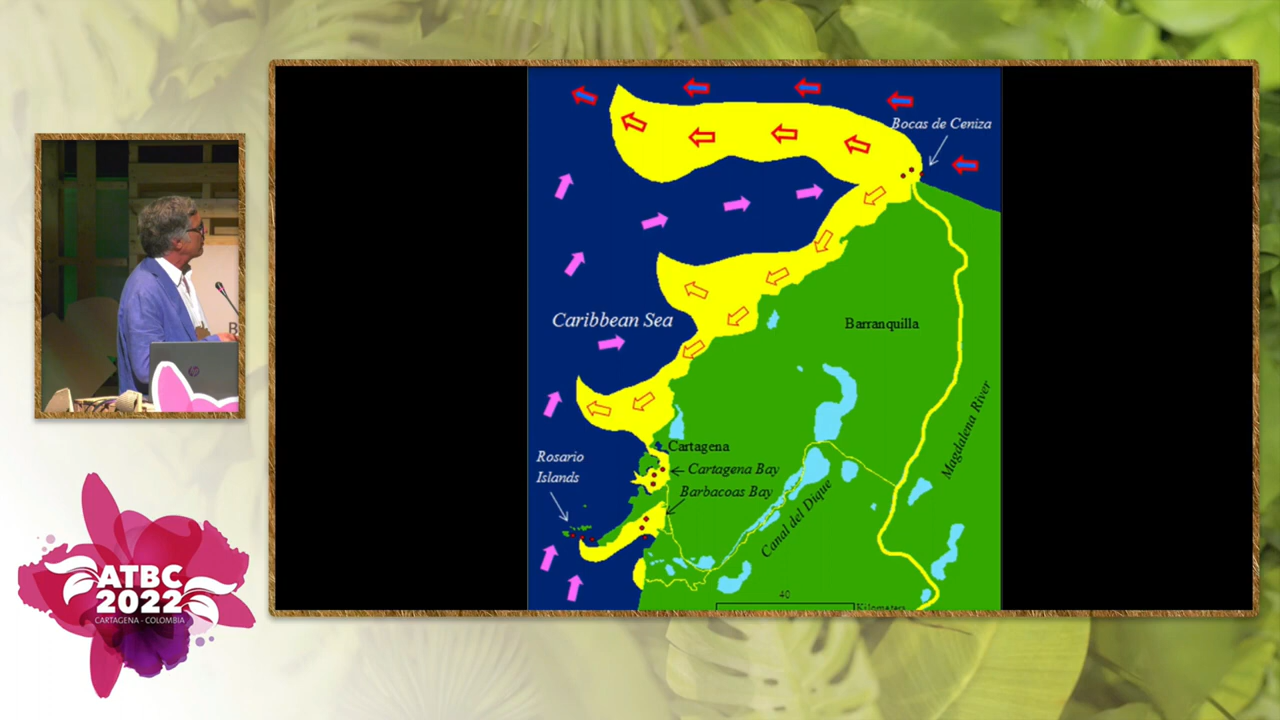 Bocas de Ceniza
Caribbean Sea
Barranquilla
Magdalena River
Cartagena
Rosario
Islands
Cartagena Bay
Barbacoas Bay
Canal del Dique
40
Kilometers
hp
B
ATBC
2022
CARTAGENA - COLOMBIA